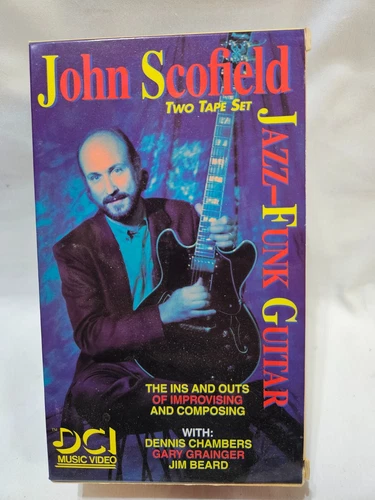 John Scofield
Two Tape Set
Jazz-Funk Guitar
THE INS AND OUTS
OF IMPROVISING
AND COMPOSING
WITH:
DENNIS CHAMBERS
GARY GRAINGER
JIM BEARD
DCI
MUSIC VIDEO